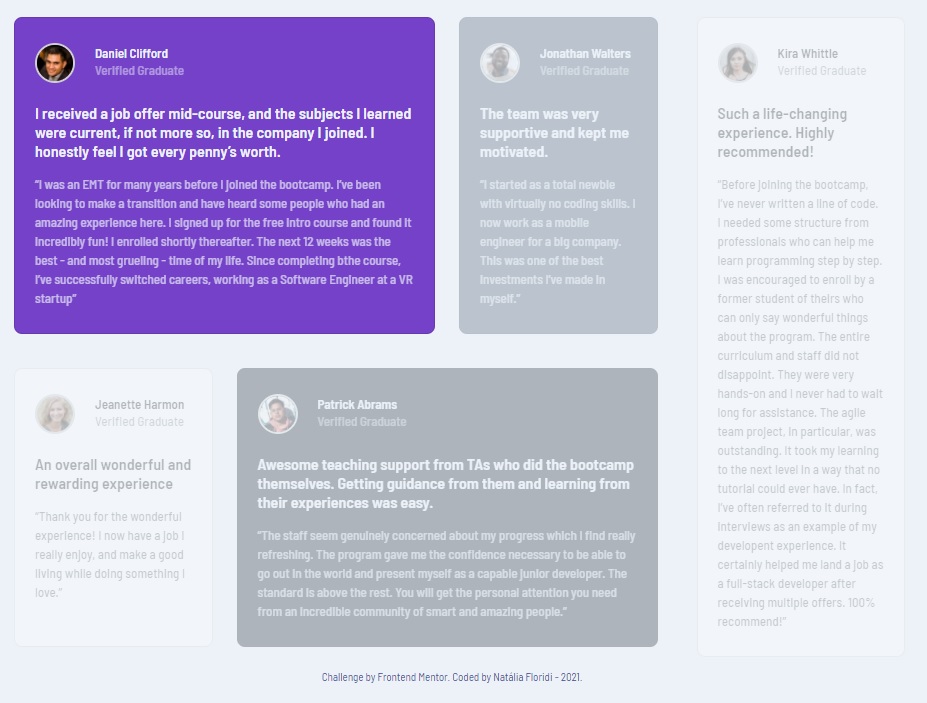 Daniel Clifford
Verified Graduate
I received a job offer mid-course, and the subjects I learned
were current, if not more so, in the company I joined. I
honestly feel I got every penny's worth.
"I was an EMT for many years before I joined the bootcamp. I've been
looking to make a transition and have heard some people who had an
amazing experience here. I signed up for the free intro course and found it
incredibly fun! I enrolled shortly thereafter. The next 12 weeks was the
best - and most grueling - time of my life. Since completing bthe course,
I've successfully switched careers, working as a Software Engineer at a VR
startup"
Jonathan Walters
Verified Graduate
The team was very
supportive and kept me
motivated.
"I started as a total newbie
with virtually no coding skills. I
now work as a mobile
engineer for a big company.
This was one of the best
investments I've made in
myself."
Kira Whittle
Verified Graduate
Such a life-changing
experience. Highly
recommended!
"Before joining the bootcamp,
I've never written a line of code.
I needed some structure from
professionals who can help me
learn programming step by step.
I was encouraged to enroll by a
former student of theirs who
can only say wonderful things
about the program. The entire
curriculum and staff did not
disappoint. They were very
hands-on and I never had to wait
long for assistance. The agile
team project, in particular, was
outstanding. It took my learning
to the next level in a way that no
tutorial could ever have. In fact,
I've often referred to it during
interviews as an example of my
developent experience. It
certainly helped me land a job as
a full-stack developer after
receiving multiple offers. 100%
recommend!"
Jeanette Harmon
Verified Graduate
An overall wonderful and
rewarding experience
"Thank you for the wonderful
experience! I now have a job I
really enjoy, and make a good
living while doing something I
love."
Patrick Abrams
Verified Graduate
Awesome teaching support from TAs who did the bootcamp
themselves. Getting guidance from them and learning from
their experiences was easy.
"The staff seem genuinely concerned about my progress which I find really
refreshing. The program gave me the confidence necessary to be able to
go out in the world and present myself as a capable junior developer. The
standard is above the rest. You will get the personal attention you need
from an incredible community of smart and amazing people."
Challenge by Frontend Mentor. Coded by Natália Floridi - 2021.